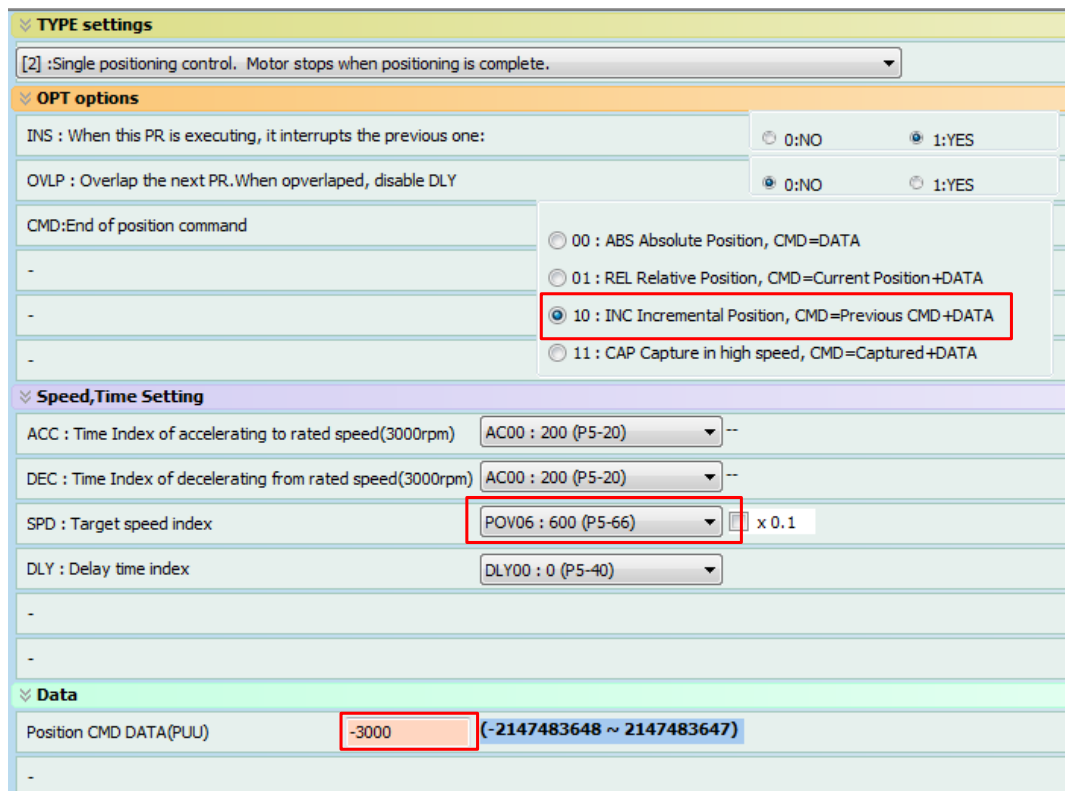 TYPE settings
[2] :Single positioning control. Motor stops when positioning is complete.
OPT options
INS : When this PR is executing, it interrupts the previous one: 0:NO 1:YES
OVLP : Overlap the next PR.When opverlaped, disable DLY 0:NO 1:YES
CMD:End of position command
00 : ABS Absolute Position, CMD=DATA
-
01 : REL Relative Position, CMD=Current Position+DATA
-
10 : INC Incremental Position, CMD=Previous CMD+DATA
-
11 : CAP Capture in high speed, CMD=Captured+DATA
Speed,Time Setting
ACC : Time Index of accelerating to rated speed(3000rpm) AC00 : 200 (P5-20) --
DEC : Time Index of decelerating from rated speed(3000rpm) AC00 : 200 (P5-20) --
SPD : Target speed index POV06 : 600 (P5-66) x 0.1
DLY : Delay time index DLY00 : 0 (P5-40)
-
-
Data
Position CMD DATA(PUU) -3000 (-2147483648 ~ 2147483647)
-